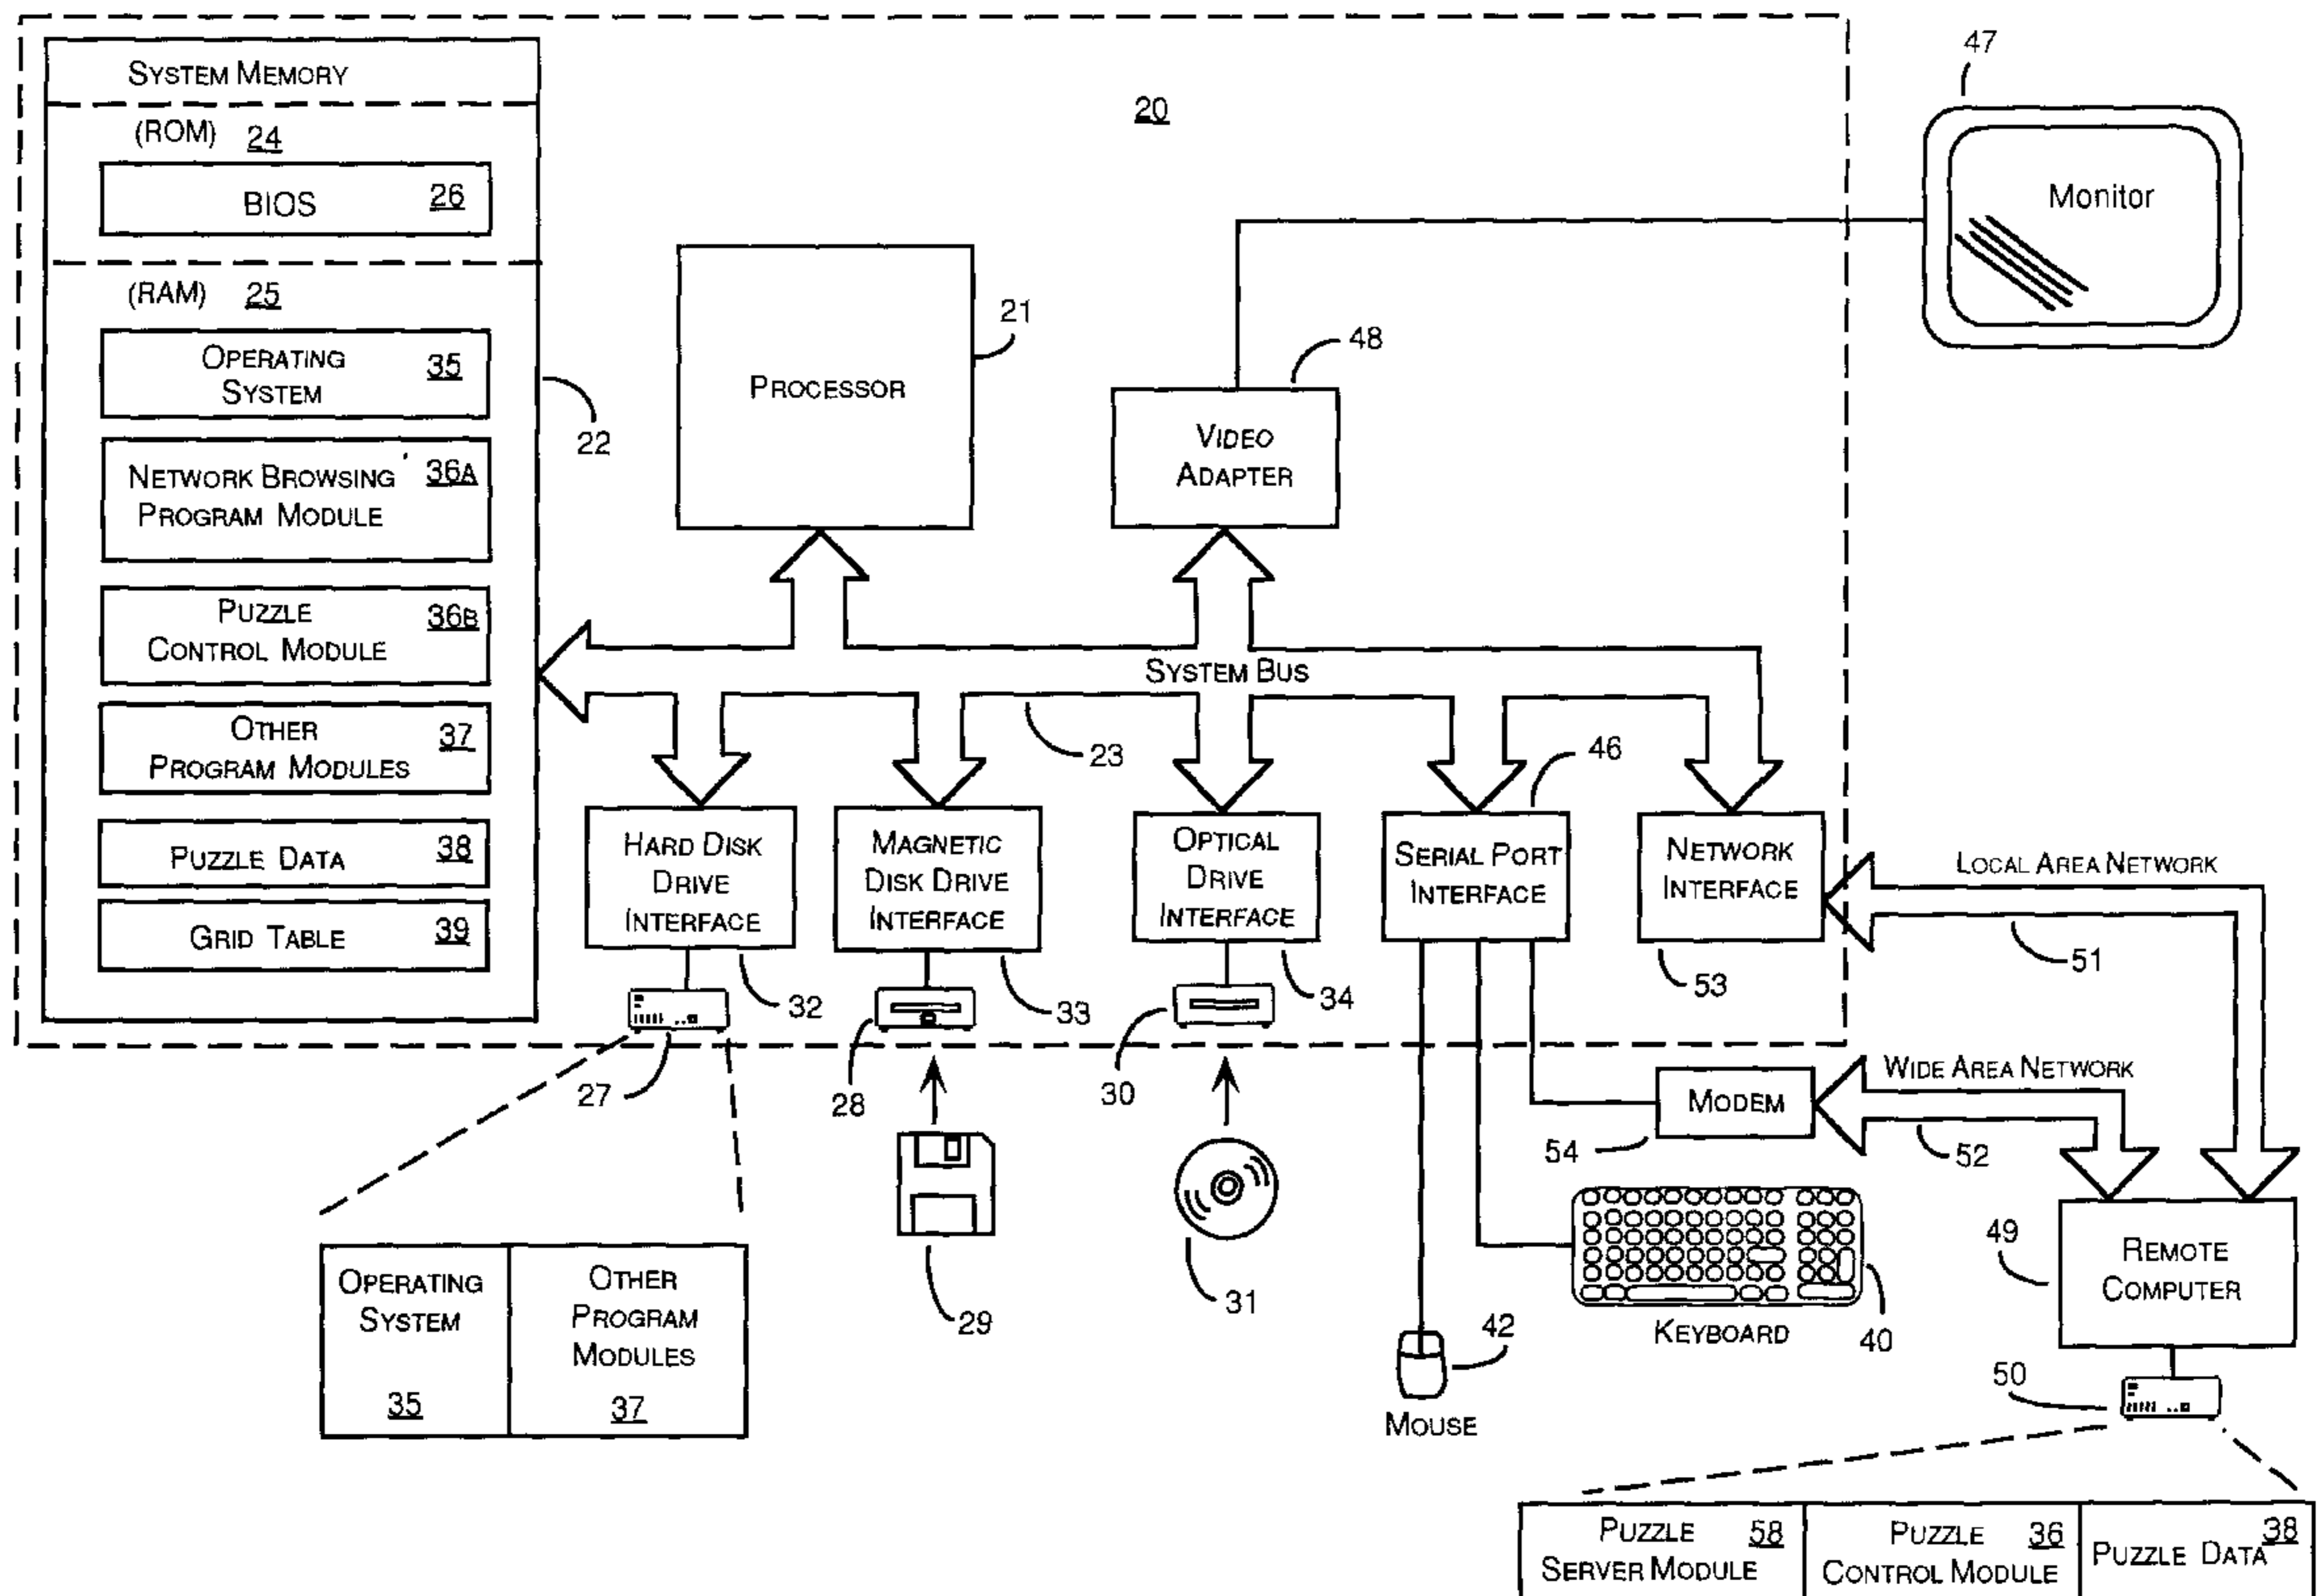 SYSTEM MEMORY
(ROM) 24
BIOS 26
(RAM) 25
OPERATING 35
SYSTEM
22
NETWORK BROWSING 36A
PROGRAM MODULE
PUZZLE 36B
CONTROL MODULE
OTHER 37
PROGRAM MODULES
PUZZLE DATA 38
GRID TABLE 39
20
47
Monitor
PROCESSOR
21
48
VIDEO
ADAPTER
SYSTEM BUS
23
46
HARD DISK
DRIVE
INTERFACE
32
MAGNETIC
DISK DRIVE
INTERFACE
33
OPTICAL
DRIVE
INTERFACE
34
SERIAL PORT
INTERFACE
NETWORK
INTERFACE
53
LOCAL AREA NETWORK
51
27
28
30
WIDE AREA NETWORK
MODEM
54
52
29
31
42
MOUSE
KEYBOARD
40
49
REMOTE
COMPUTER
50
OPERATING
SYSTEM
35
OTHER
PROGRAM
MODULES
37
PUZZLE 58
SERVER MODULE
PUZZLE 36
CONTROL MODULE
38
PUZZLE DATA